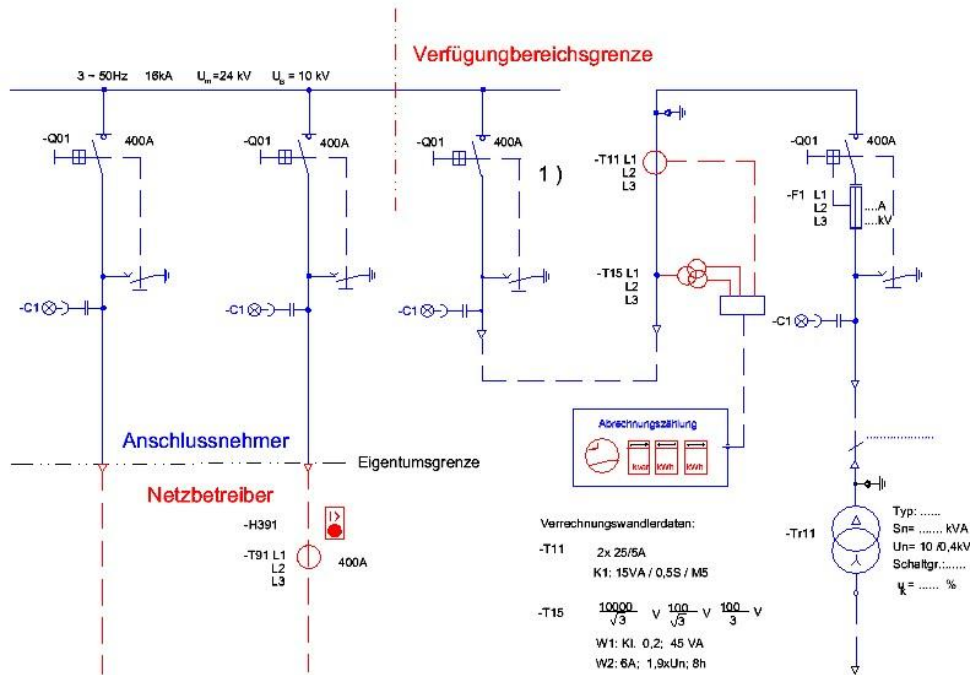 Verfügungbereichsgrenze
3 ~ 50Hz 16kA Um=24 kV UB = 10 kV
-Q01 400A
-Q01 400A
-Q01 400A
-Q01 400A
1 )
-T11 L1
L2
L3
-F1 L1
L2
L3
....A
....kV
-T15 L1
L2
L3
-C1
-C1
-C1
-C1
Abrechnungszählung
kvar kWh kWh
Anschlussnehmer
Eigentumsgrenze
Netzbetreiber
-H391
I>
-T91 L1
L2
L3
400A
Verrechnungswandlerdaten:
-T11 2x 25/5A
K1: 15VA / 0,5S / M5
-T15 10000/√3 V 100/√3 V 100/3 V
W1: Kl. 0,2; 45 VA
W2: 6A; 1,9xUn; 8h
-Tr11
Typ: ......
Sn= ....... kVA
Un= 10 /0,4kV
Schaltgr.:......
uk= ...... %